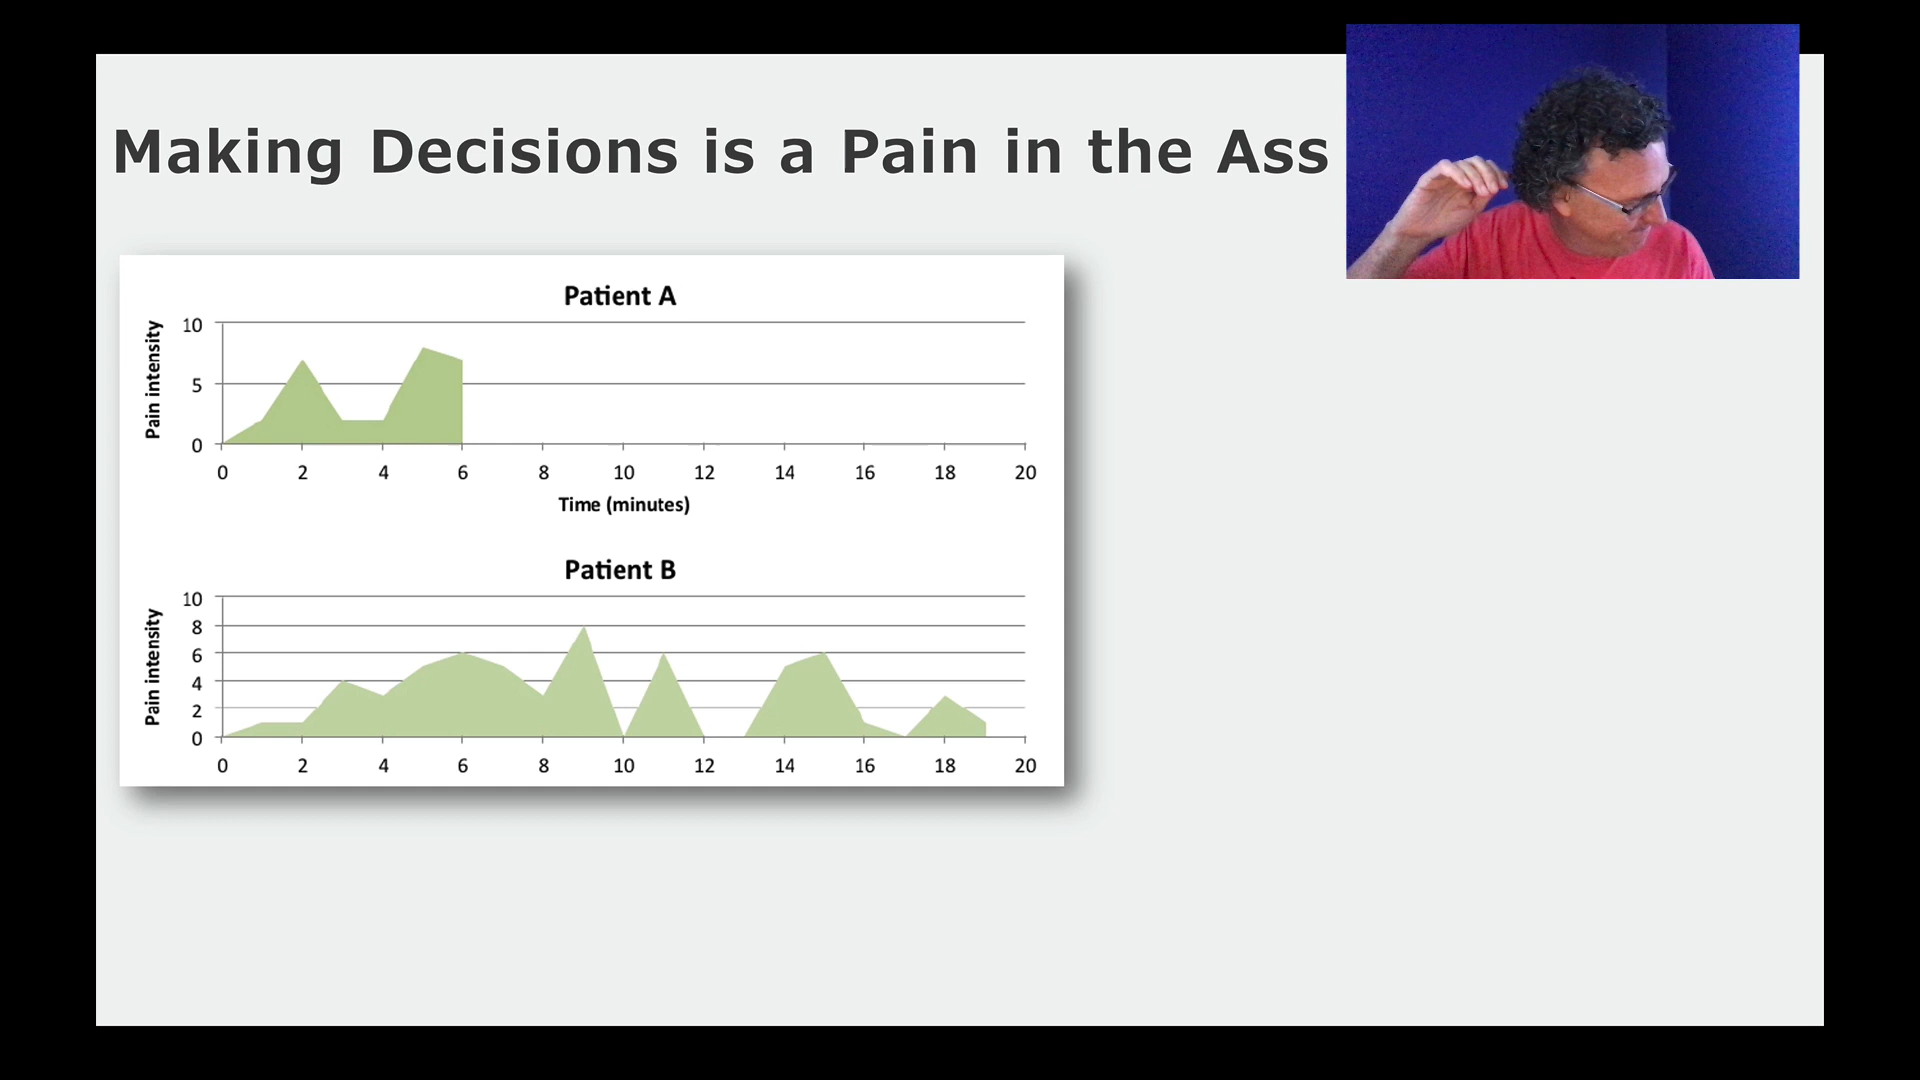 Making Decisions is a Pain in the Ass
Patient A
Pain intensity
10
5
0
0 2 4 6 8 10 12 14 16 18 20
Time (minutes)
Patient B
Pain intensity
10
8
6
4
2
0
0 2 4 6 8 10 12 14 16 18 20